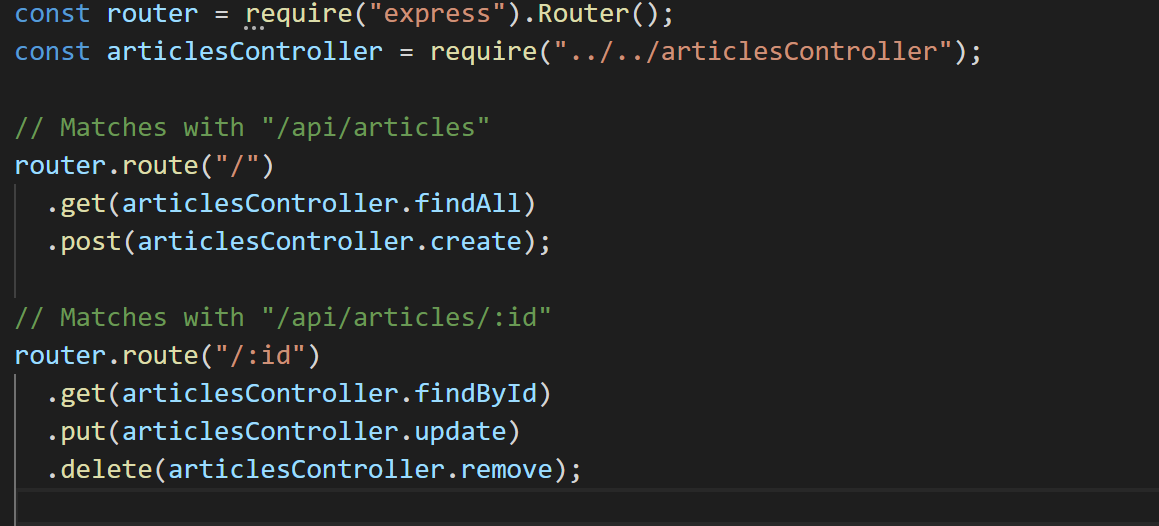 const router = require("express").Router();
const articlesController = require("../../articlesController");
// Matches with "/api/articles"
router.route("/")
  .get(articlesController.findAll)
  .post(articlesController.create);
// Matches with "/api/articles/:id"
router.route("/:id")
  .get(articlesController.findById)
  .put(articlesController.update)
  .delete(articlesController.remove);